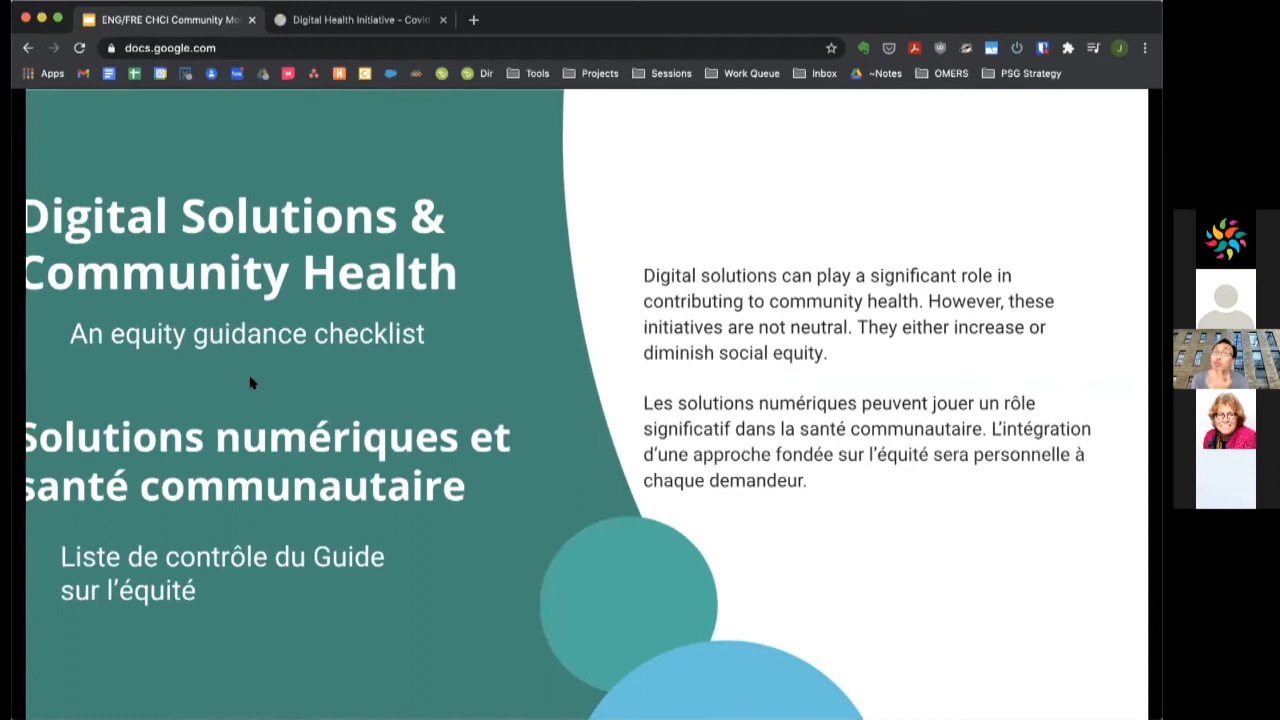 ENG/FRE CHCI Community Mo
Digital Health Initiative - Covid
docs.google.com
Apps
Dir
Tools
Projects
Sessions
Work Queue
Inbox
~Notes
OMERS
PSG Strategy
J
Digital Solutions &
Community Health
An equity guidance checklist
Solutions numériques et
santé communautaire
Liste de contrôle du Guide
sur l’équité
Digital solutions can play a significant role in
contributing to community health. However, these
initiatives are not neutral. They either increase or
diminish social equity.
Les solutions numériques peuvent jouer un rôle
significatif dans la santé communautaire. L’intégration
d’une approche fondée sur l’équité sera personnelle à
chaque demandeur.